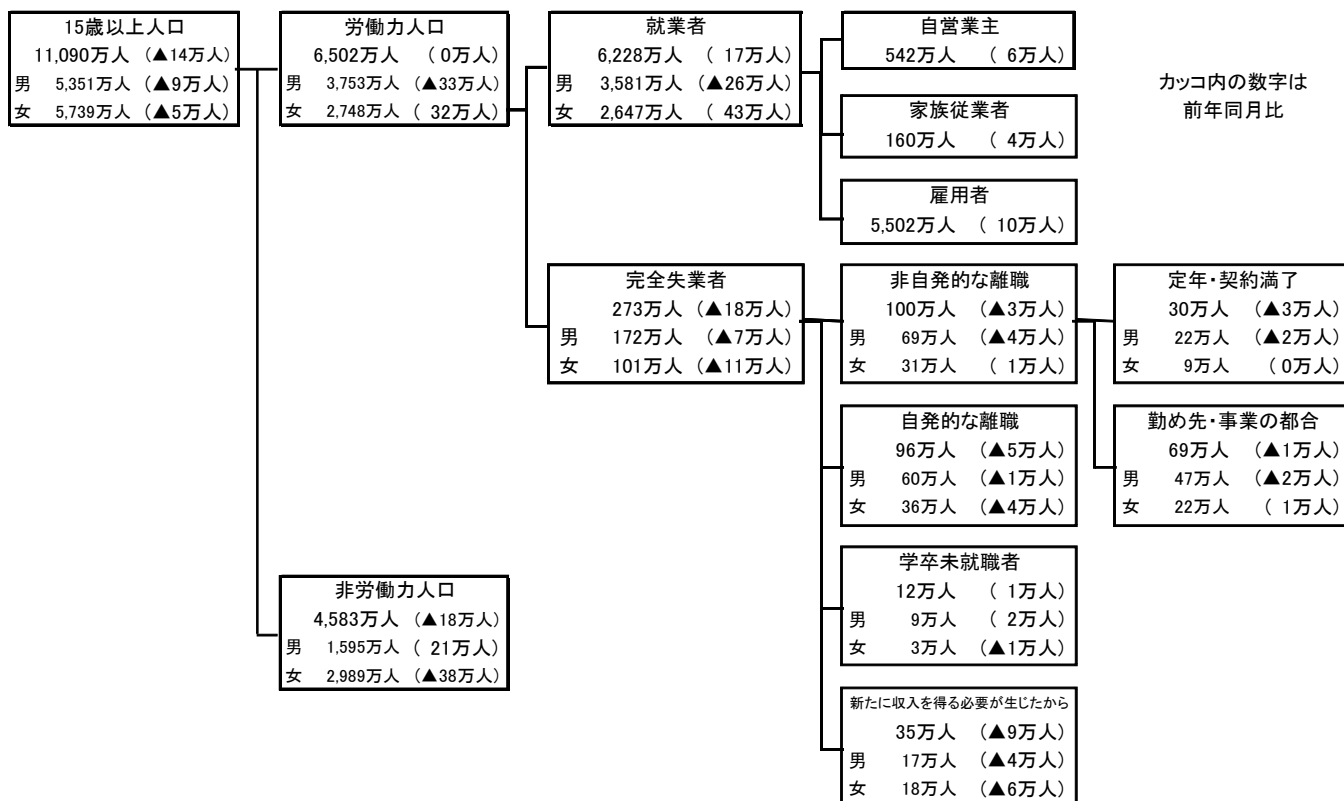 15歳以上人口
11,090万人 (▲14万人)
男 5,351万人 (▲9万人)
女 5,739万人 (▲5万人)
労働力人口
6,502万人 ( 0万人)
男 3,753万人 (▲33万人)
女 2,748万人 ( 32万人)
就業者
6,228万人 ( 17万人)
男 3,581万人 (▲26万人)
女 2,647万人 ( 43万人)
自営業主
542万人 ( 6万人)
カッコ内の数字は
前年同月比
家族従業者
160万人 ( 4万人)
雇用者
5,502万人 ( 10万人)
完全失業者
273万人 (▲18万人)
男 172万人 (▲7万人)
女 101万人 (▲11万人)
非自発的な離職
100万人 (▲3万人)
男 69万人 (▲4万人)
女 31万人 ( 1万人)
定年・契約満了
30万人 (▲3万人)
男 22万人 (▲2万人)
女 9万人 ( 0万人)
自発的な離職
96万人 (▲5万人)
男 60万人 (▲1万人)
女 36万人 (▲4万人)
勤め先・事業の都合
69万人 (▲1万人)
男 47万人 (▲2万人)
女 22万人 ( 1万人)
学卒未就職者
12万人 ( 1万人)
男 9万人 ( 2万人)
女 3万人 (▲1万人)
非労働力人口
4,583万人 (▲18万人)
男 1,595万人 ( 21万人)
女 2,989万人 (▲38万人)
新たに収入を得る必要が生じたから
35万人 (▲9万人)
男 17万人 (▲4万人)
女 18万人 (▲6万人)